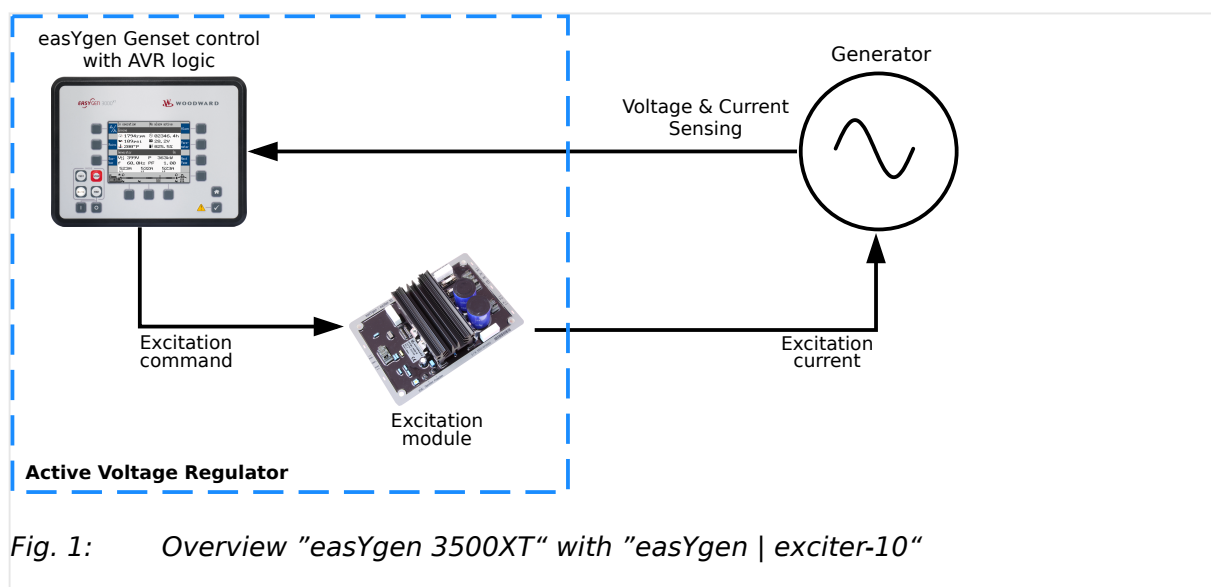 easYgen Genset control
with AVR logic
WOODWARD
Generator
Voltage & Current
Sensing
Excitation
command
Excitation
current
Excitation
module
Active Voltage Regulator
Fig. 1: Overview ”easYgen 3500XT“ with ”easYgen | exciter-10“